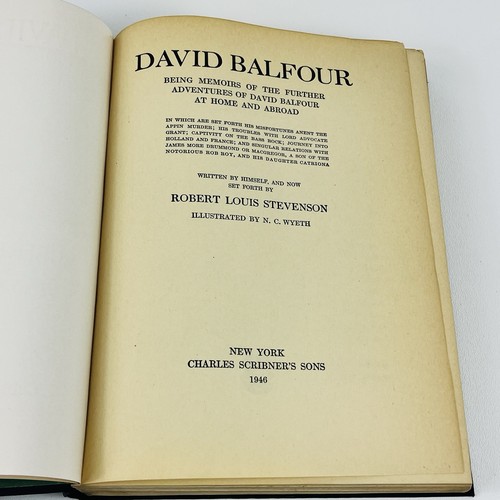 DAVID BALFOUR
BEING MEMOIRS OF THE FURTHER
ADVENTURES OF DAVID BALFOUR
AT HOME AND ABROAD
IN WHICH ARE SET FORTH HIS MISFORTUNES ANENT THE
APPIN MURDER; HIS TROUBLES WITH LORD ADVOCATE
GRANT; CAPTIVITY ON THE BASS ROCK; JOURNEY INTO
HOLLAND AND FRANCE; AND SINGULAR RELATIONS WITH
JAMES MORE DRUMMOND OR MACGREGOR, A SON OF THE
NOTORIOUS ROB ROY, AND HIS DAUGHTER CATRIONA
WRITTEN BY HIMSELF, AND NOW
SET FORTH BY
ROBERT LOUIS STEVENSON
ILLUSTRATED BY N. C. WYETH
NEW YORK
CHARLES SCRIBNER'S SONS
1946